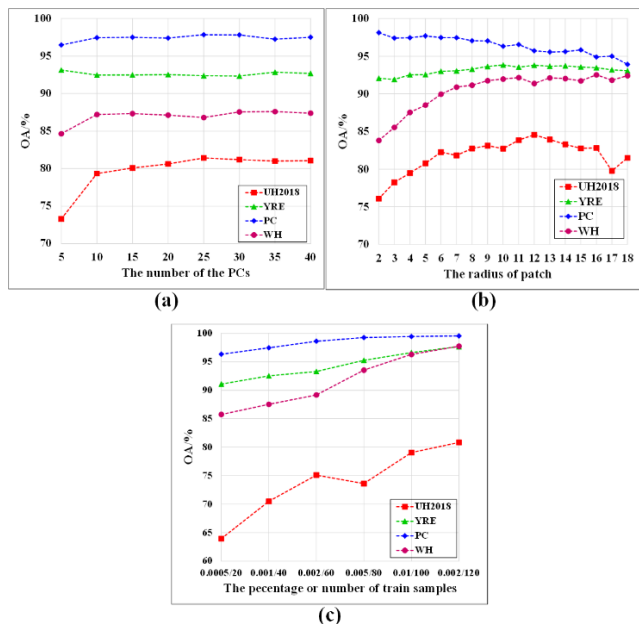 100
95
90
85
80
75
70
OA/%
UH2018
YRE
PC
WH
5 10 15 20 25 30 35 40
The number of the PCs
(a)
100
95
90
85
80
75
70
OA/%
UH2018
YRE
PC
WH
2 3 4 5 6 7 8 9 10 11 12 13 14 15 16 17 18
The radius of patch
(b)
100
95
90
85
80
75
70
65
60
OA/%
UH2018
YRE
PC
WH
0.0005/20 0.001/40 0.002/60 0.005/80 0.01/100 0.002/120
The pecentage or number of train samples
(c)